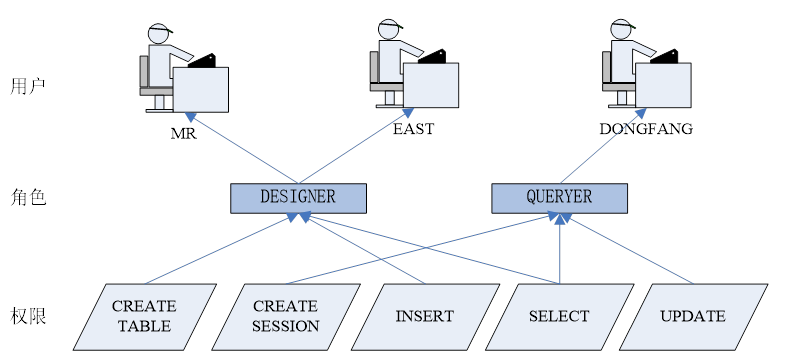 用户
MR
EAST
DONGFANG
角色
DESIGNER
QUERYER
权限
CREATE
TABLE
CREATE
SESSION
INSERT
SELECT
UPDATE